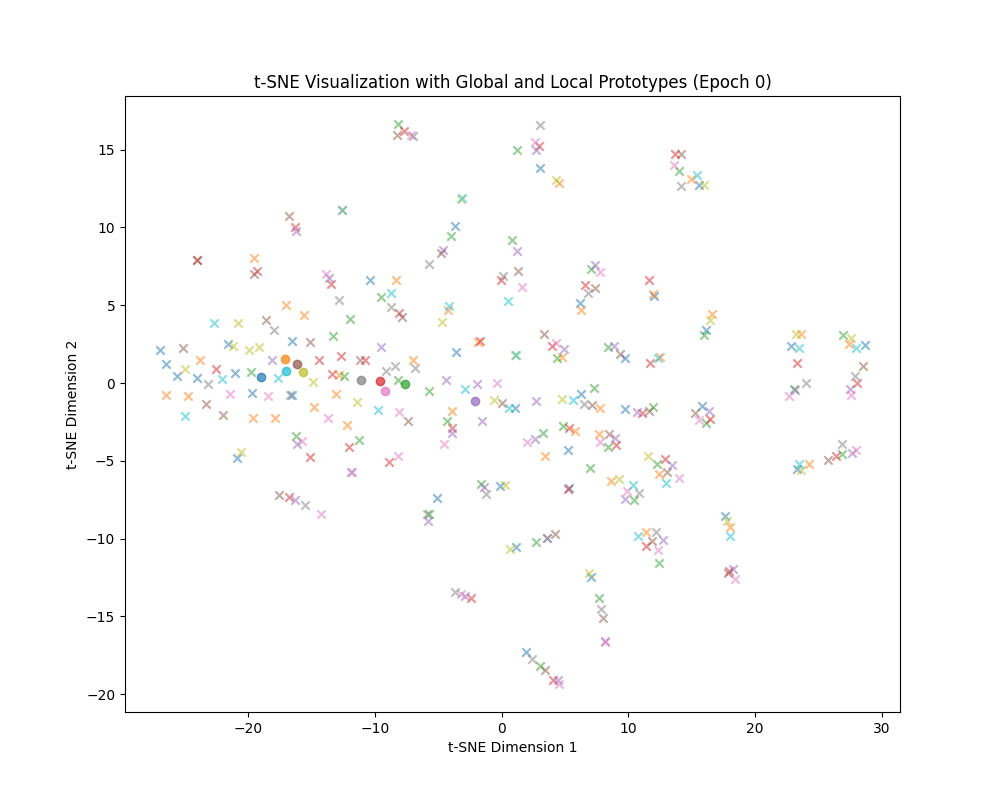 t-SNE Visualization with Global and Local Prototypes (Epoch 0)
15
10
5
0
−5
−10
−15
−20
t-SNE Dimension 2
−20 −10 0 10 20 30
t-SNE Dimension 1